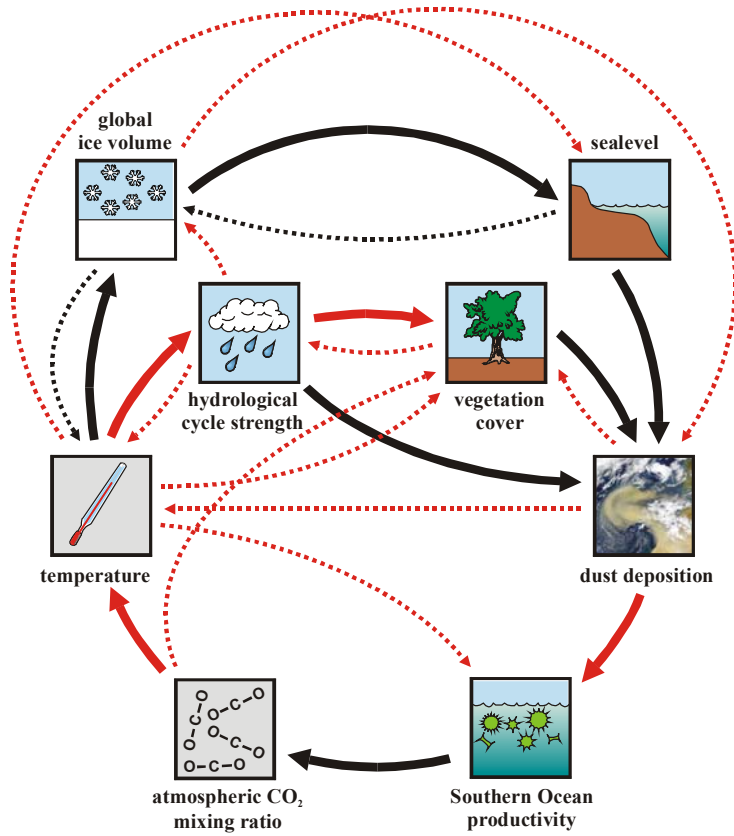 global
ice volume
sealevel
hydrological
cycle strength
vegetation
cover
temperature
dust deposition
O
C
O
C
O
O
O
C
O
O
C
O
atmospheric CO₂
mixing ratio
Southern Ocean
productivity